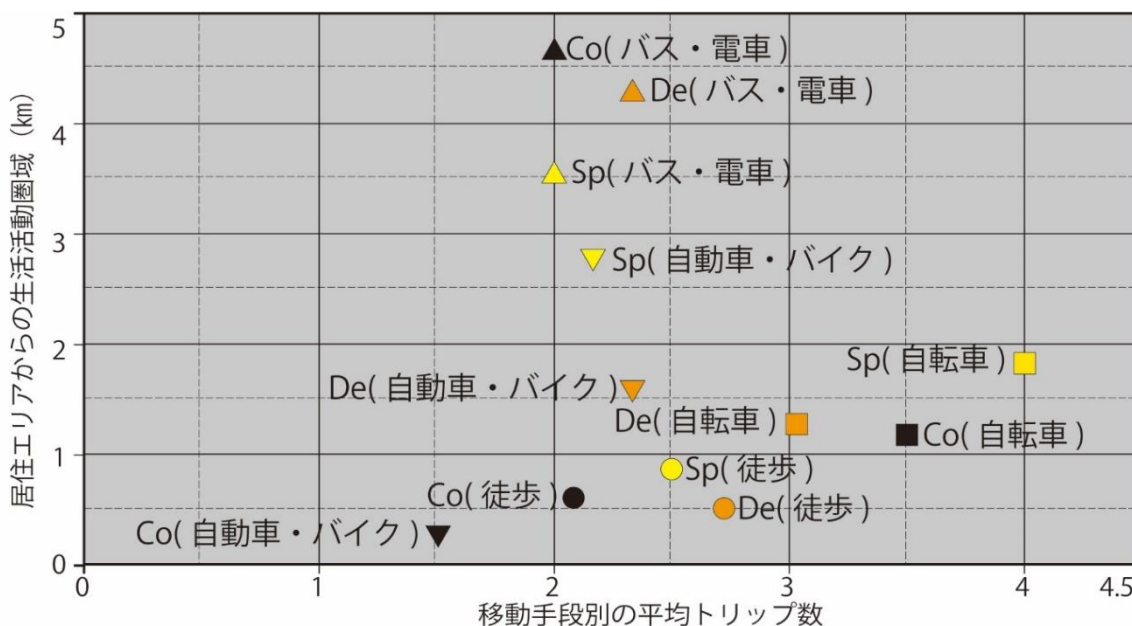 居住エリアからの生活活動圏域（㎞）
5
4
3
2
1
0
Co( バス・電車 )
De( バス・電車 )
Sp( バス・電車 )
Sp( 自動車・バイク )
Sp( 自転車 )
De( 自動車・バイク )
De( 自転車 )
Co( 自転車 )
Sp( 徒歩 )
Co( 徒歩 )
De( 徒歩 )
Co( 自動車・バイク )
0 1 2 3 4 4.5
移動手段別の平均トリップ数